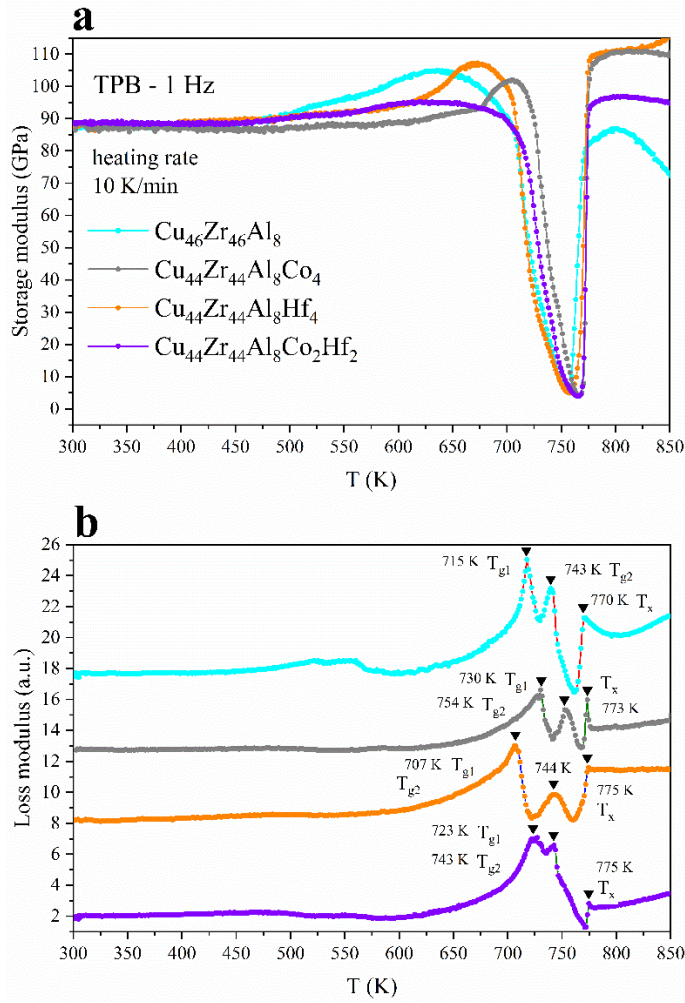 a
110
100
90
80
70
60
50
40
30
20
10
0
Storage modulus (GPa)
TPB - 1 Hz
heating rate
10 K/min
Cu₄₆Zr₄₆Al₈
Cu₄₄Zr₄₄Al₈Co₄
Cu₄₄Zr₄₄Al₈Hf₄
Cu₄₄Zr₄₄Al₈Co₂Hf₂
300 350 400 450 500 550 600 650 700 750 800 850
T (K)
b
26
24
22
20
18
16
14
12
10
8
6
4
2
Loss modulus (a.u.)
715 K Tg1
743 K Tg2
770 K Tx
730 K Tg1
Tx
754 K Tg2
773 K
707 K Tg1
744 K
Tg2
775 K
Tx
723 K Tg1
743 K Tg2
775 K
Tx
300 350 400 450 500 550 600 650 700 750 800 850
T (K)